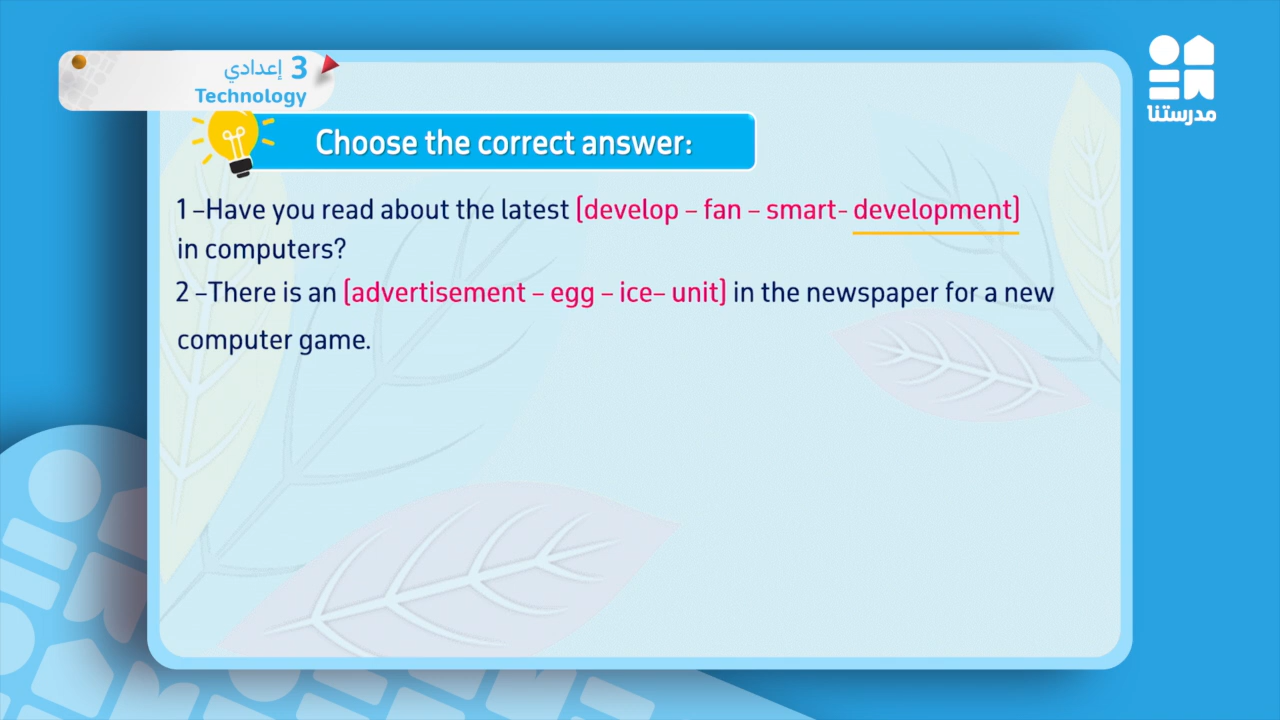 3 إعدادي
Technology
مدرستنا
Choose the correct answer:
1 –Have you read about the latest (develop – fan – smart- development)
in computers?
2 –There is an (advertisement – egg – ice– unit) in the newspaper for a new
computer game.